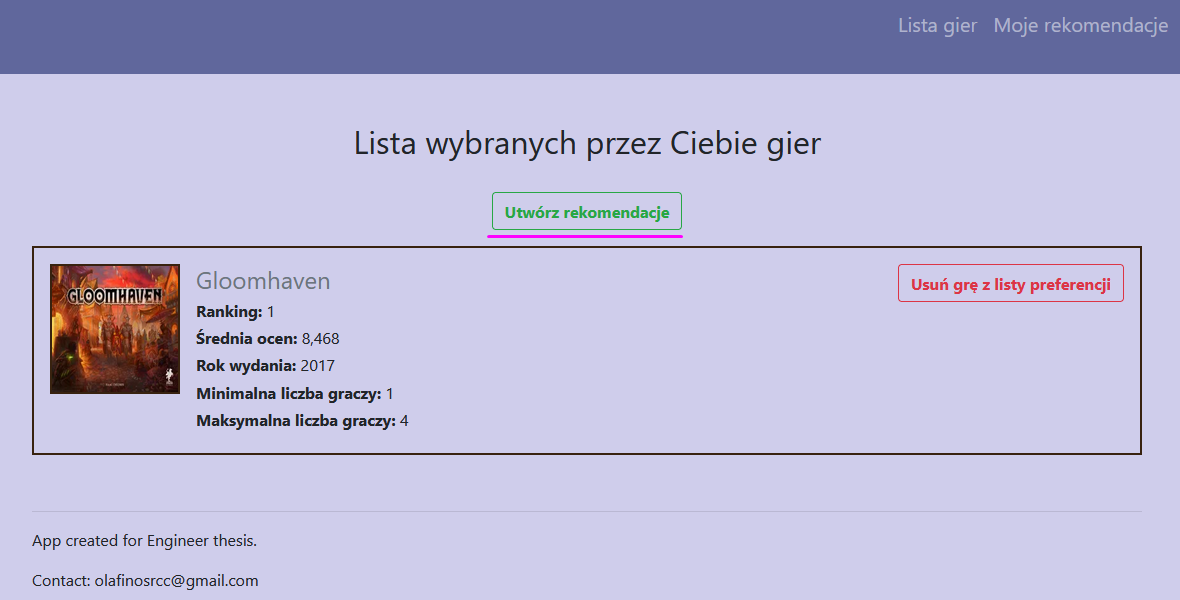 Lista gier Moje rekomendacje
Lista wybranych przez Ciebie gier
Utwórz rekomendacje
GLOOMHAVEN
Gloomhaven
Usuń grę z listy preferencji
Ranking: 1
Średnia ocen: 8,468
Rok wydania: 2017
Minimalna liczba graczy: 1
Maksymalna liczba graczy: 4
App created for Engineer thesis.
Contact: olafinosrcc@gmail.com